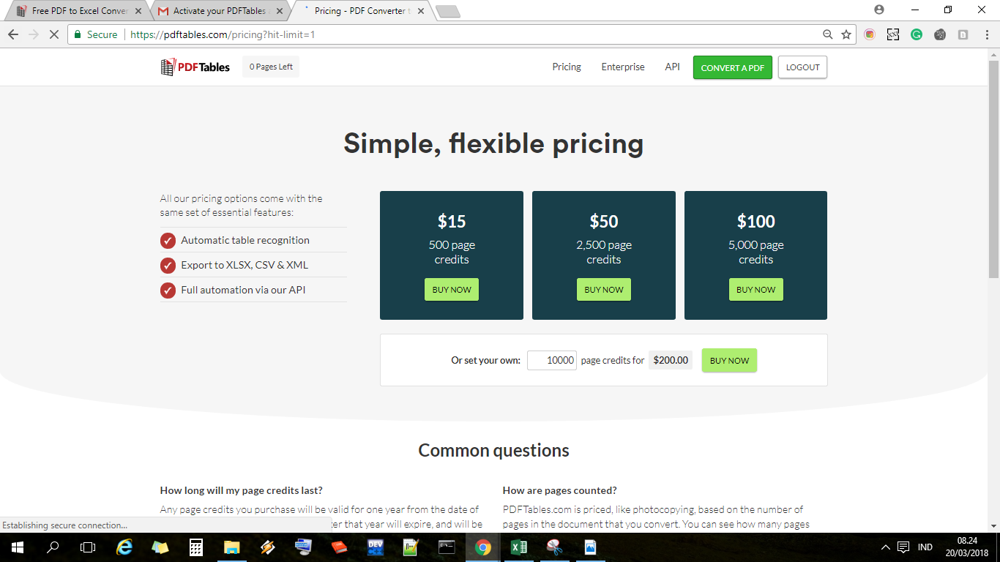 Free PDF to Excel Conver
Activate your PDFTables
Pricing - PDF Converter t
Secure
https://pdftables.com/pricing?hit-limit=1
PDFTables
0 Pages Left
Pricing
Enterprise
API
CONVERT A PDF
LOGOUT
Simple, flexible pricing
All our pricing options come with the
same set of essential features:
Automatic table recognition
Export to XLSX, CSV & XML
Full automation via our API
$15
500 page
credits
BUY NOW
$50
2,500 page
credits
BUY NOW
$100
5,000 page
credits
BUY NOW
Or set your own: 10000 page credits for $200.00 BUY NOW
Common questions
How long will my page credits last?
Any page credits you purchase will be valid for one year from the date of
ter that year will expire, and will be
How are pages counted?
PDFTables.com is priced, like photocopying, based on the number of
pages in the document that you convert. You can see how many pages
Establishing secure connection...
DEV
IND
08.24
20/03/2018